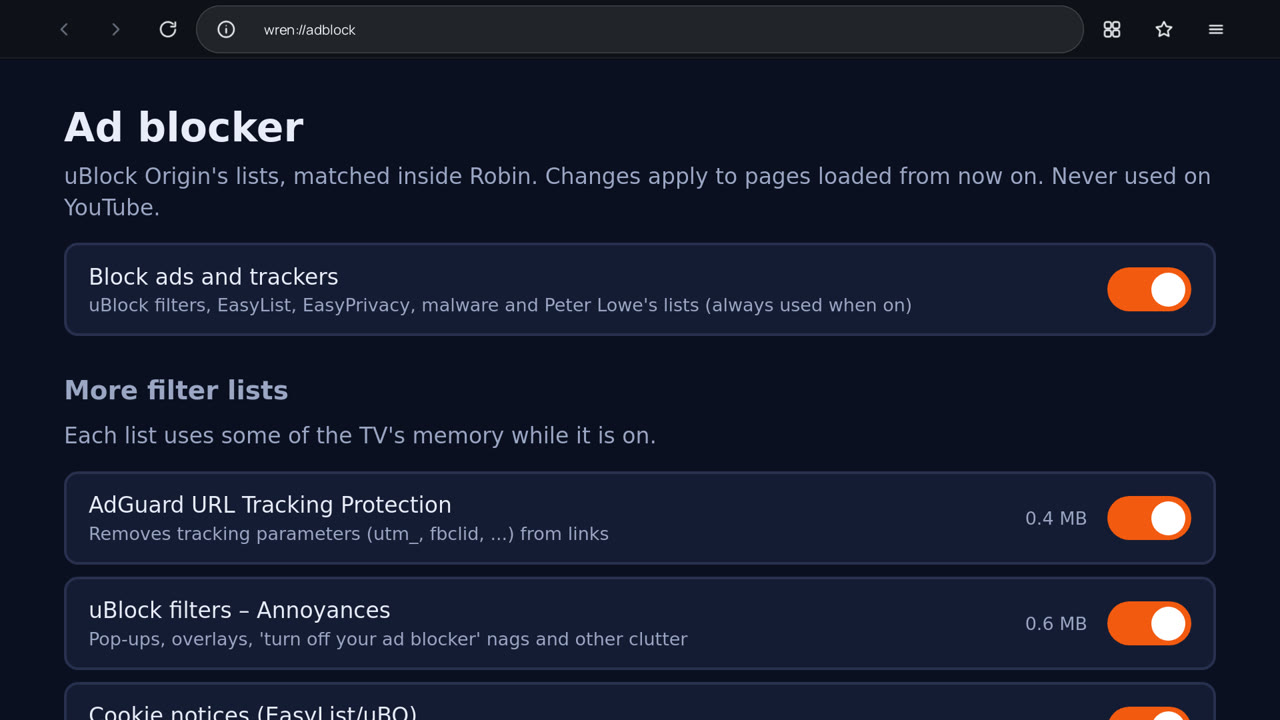 wren://adblock
Ad blocker
uBlock Origin's lists, matched inside Robin. Changes apply to pages loaded from now on. Never used on
YouTube.
Block ads and trackers
uBlock filters, EasyList, EasyPrivacy, malware and Peter Lowe's lists (always used when on)
More filter lists
Each list uses some of the TV's memory while it is on.
AdGuard URL Tracking Protection
Removes tracking parameters (utm_, fbclid, ...) from links
0.4 MB
uBlock filters – Annoyances
Pop-ups, overlays, 'turn off your ad blocker' nags and other clutter
0.6 MB
Cookie notices (EasyList/uBO)